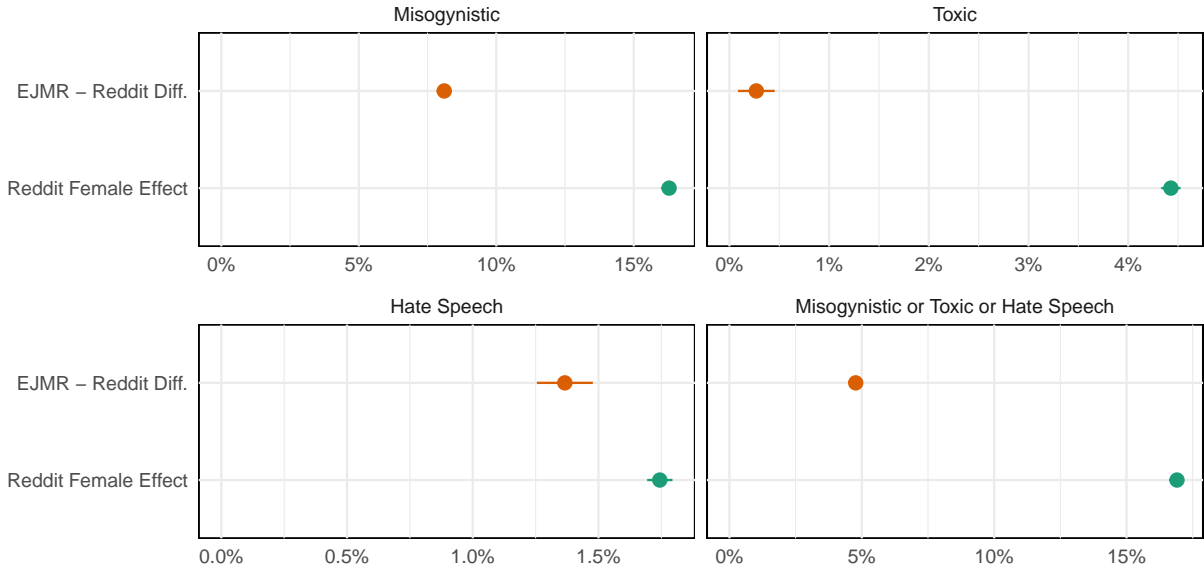 Misogynistic
Toxic
EJMR − Reddit Diff.
Reddit Female Effect
0% 5% 10% 15%
0% 1% 2% 3% 4%
Hate Speech
Misogynistic or Toxic or Hate Speech
EJMR − Reddit Diff.
Reddit Female Effect
0.0% 0.5% 1.0% 1.5%
0% 5% 10% 15%